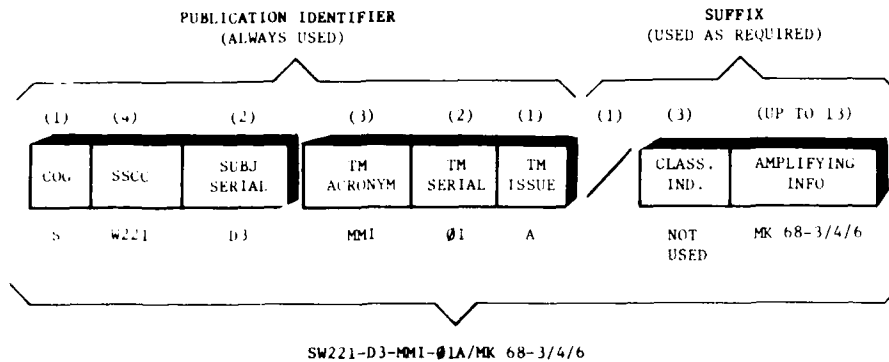 PUBLICATION IDENTIFIER
(ALWAYS USED)
SUFFIX
(USED AS REQUIRED)
(1) (4) (2) (3) (2) (1) (1) (3) (UP TO 13)
COG
SSCC
SUBJ
SERIAL
TM
ACRONYM
TM
SERIAL
TM
ISSUE
/
CLASS.
IND.
AMPLIFYING
INFO
S W221 D3 MMI Ø1 A
NOT
USED
MK 68-3/4/6
SW221-D3-MMI-Ø1A/MK 68-3/4/6